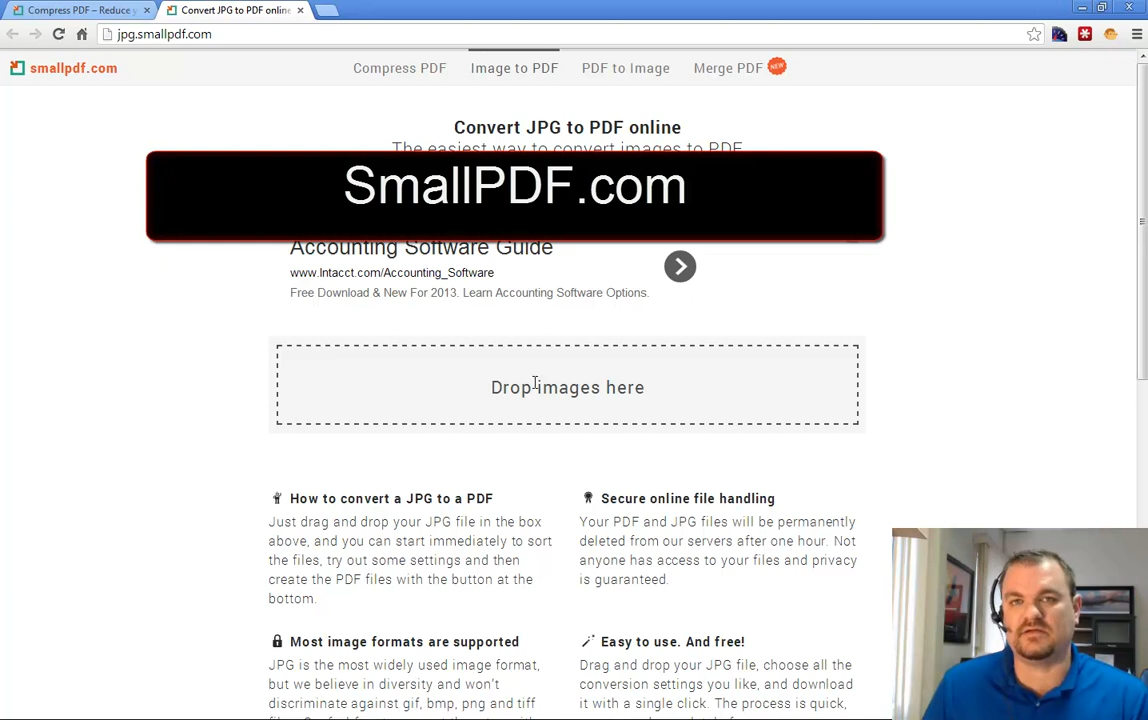 Compress PDF – Reduce y
Convert JPG to PDF online
jpg.smallpdf.com
smallpdf.com
Compress PDF
Image to PDF
PDF to Image
Merge PDF
NEW
Convert JPG to PDF online
The easiest way to convert images to PDF
SmallPDF.com
Accounting Software Guide
www.Intacct.com/Accounting_Software
Free Download & New For 2013. Learn Accounting Software Options.
Drop images here
How to convert a JPG to a PDF
Just drag and drop your JPG file in the box
above, and you can start immediately to sort
the files, try out some settings and then
create the PDF files with the button at the
bottom.
Secure online file handling
Your PDF and JPG files will be permanently
deleted from our servers after one hour. Not
anyone has access to your files and privacy
is guaranteed.
Most image formats are supported
JPG is the most widely used image format,
but we believe in diversity and won't
discriminate against gif, bmp, png and tiff
Easy to use. And free!
Drag and drop your JPG file, choose all the
conversion settings you like, and download
it with a single click. The process is quick,